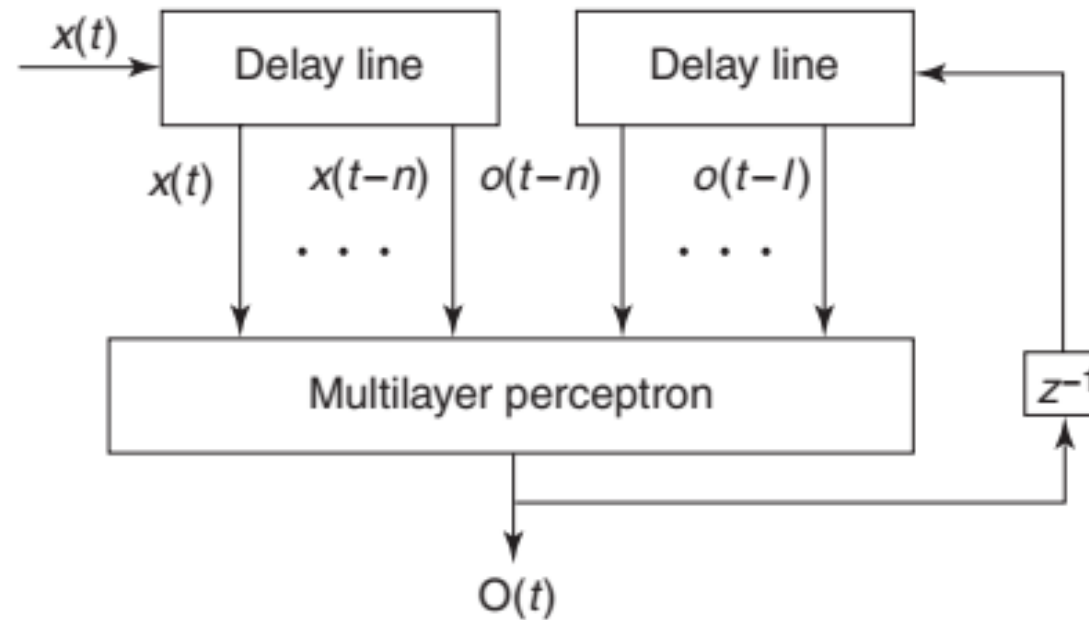 x(t)
Delay line
Delay line
x(t)
x(t–n)
o(t–n)
o(t–l)
. . .
. . .
Multilayer perceptron
z⁻¹
O(t)